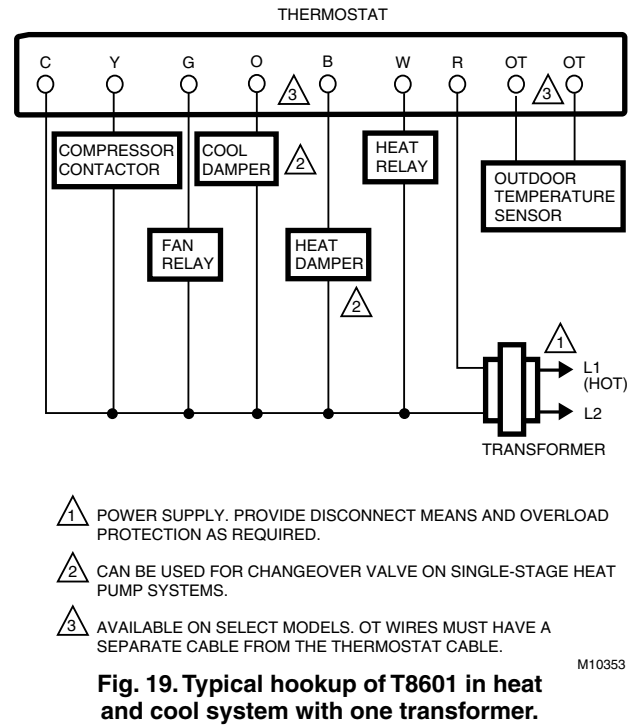 THERMOSTAT
C Y G O B W R OT OT
3 3
COMPRESSOR
CONTACTOR
COOL
DAMPER
2
HEAT
RELAY
OUTDOOR
TEMPERATURE
SENSOR
FAN
RELAY
HEAT
DAMPER
2
1
L1
(HOT)
L2
TRANSFORMER
1 POWER SUPPLY. PROVIDE DISCONNECT MEANS AND OVERLOAD
PROTECTION AS REQUIRED.
2 CAN BE USED FOR CHANGEOVER VALVE ON SINGLE-STAGE HEAT
PUMP SYSTEMS.
3 AVAILABLE ON SELECT MODELS. OT WIRES MUST HAVE A
SEPARATE CABLE FROM THE THERMOSTAT CABLE.
M10353
Fig. 19. Typical hookup of T8601 in heat
and cool system with one transformer.